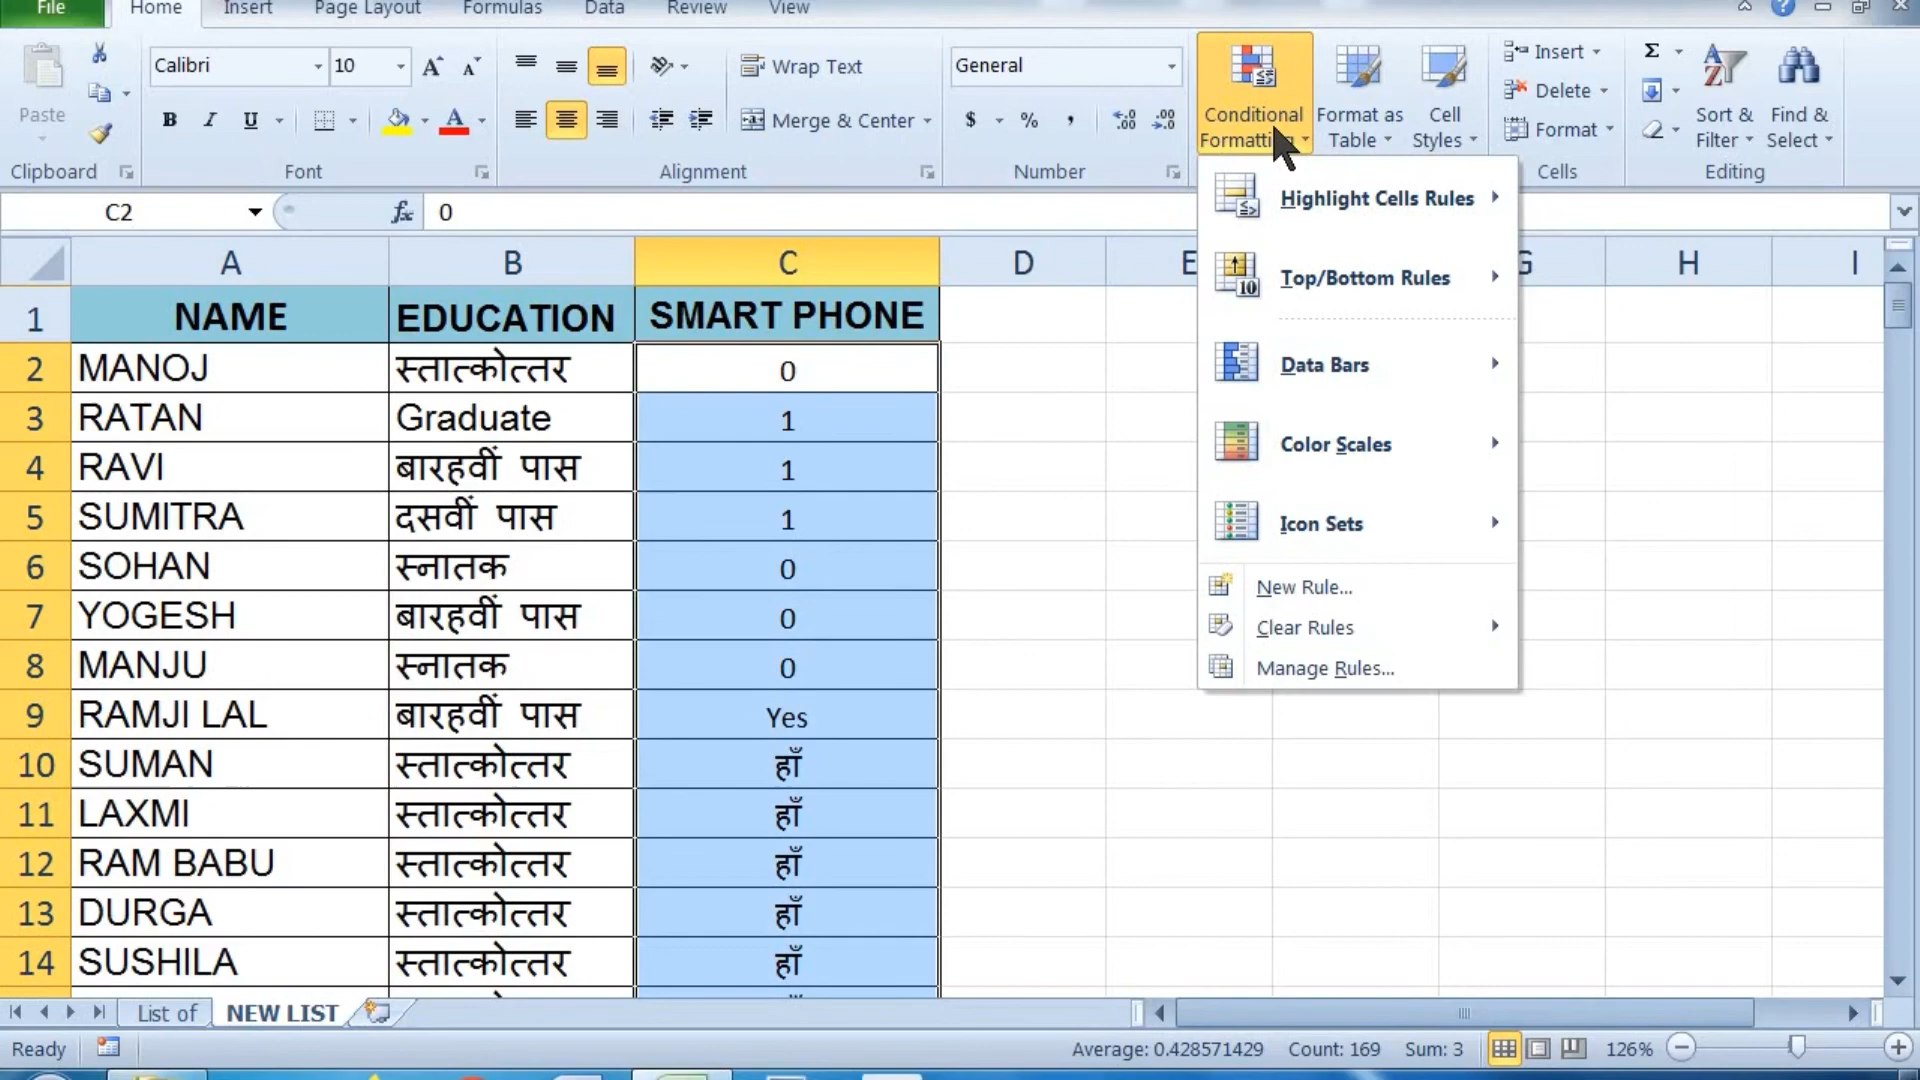 File Home Insert Page Layout Formulas Data Review View
Calibri 10 Wrap Text General Insert Σ
Paste Delete
B I U Merge & Center $ % , Format
Conditional Formatting Format as Table Cell Styles Sort & Filter Find & Select
Clipboard Font Alignment Number Cells Editing
C2 fx 0
A B C D E G H I
1 NAME EDUCATION SMART PHONE
2 MANOJ स्तात्कोत्तर 0
3 RATAN Graduate 1
4 RAVI बारहवीं पास 1
5 SUMITRA दसवीं पास 1
6 SOHAN स्नातक 0
7 YOGESH बारहवीं पास 0
8 MANJU स्नातक 0
9 RAMJI LAL बारहवीं पास Yes
10 SUMAN स्तात्कोत्तर हाँ
11 LAXMI स्तात्कोत्तर हाँ
12 RAM BABU स्तात्कोत्तर हाँ
13 DURGA स्तात्कोत्तर हाँ
14 SUSHILA स्तात्कोत्तर हाँ
Highlight Cells Rules
Top/Bottom Rules
Data Bars
Color Scales
Icon Sets
New Rule...
Clear Rules
Manage Rules...
List of NEW LIST
Ready Average: 0.428571429 Count: 169 Sum: 3 126%